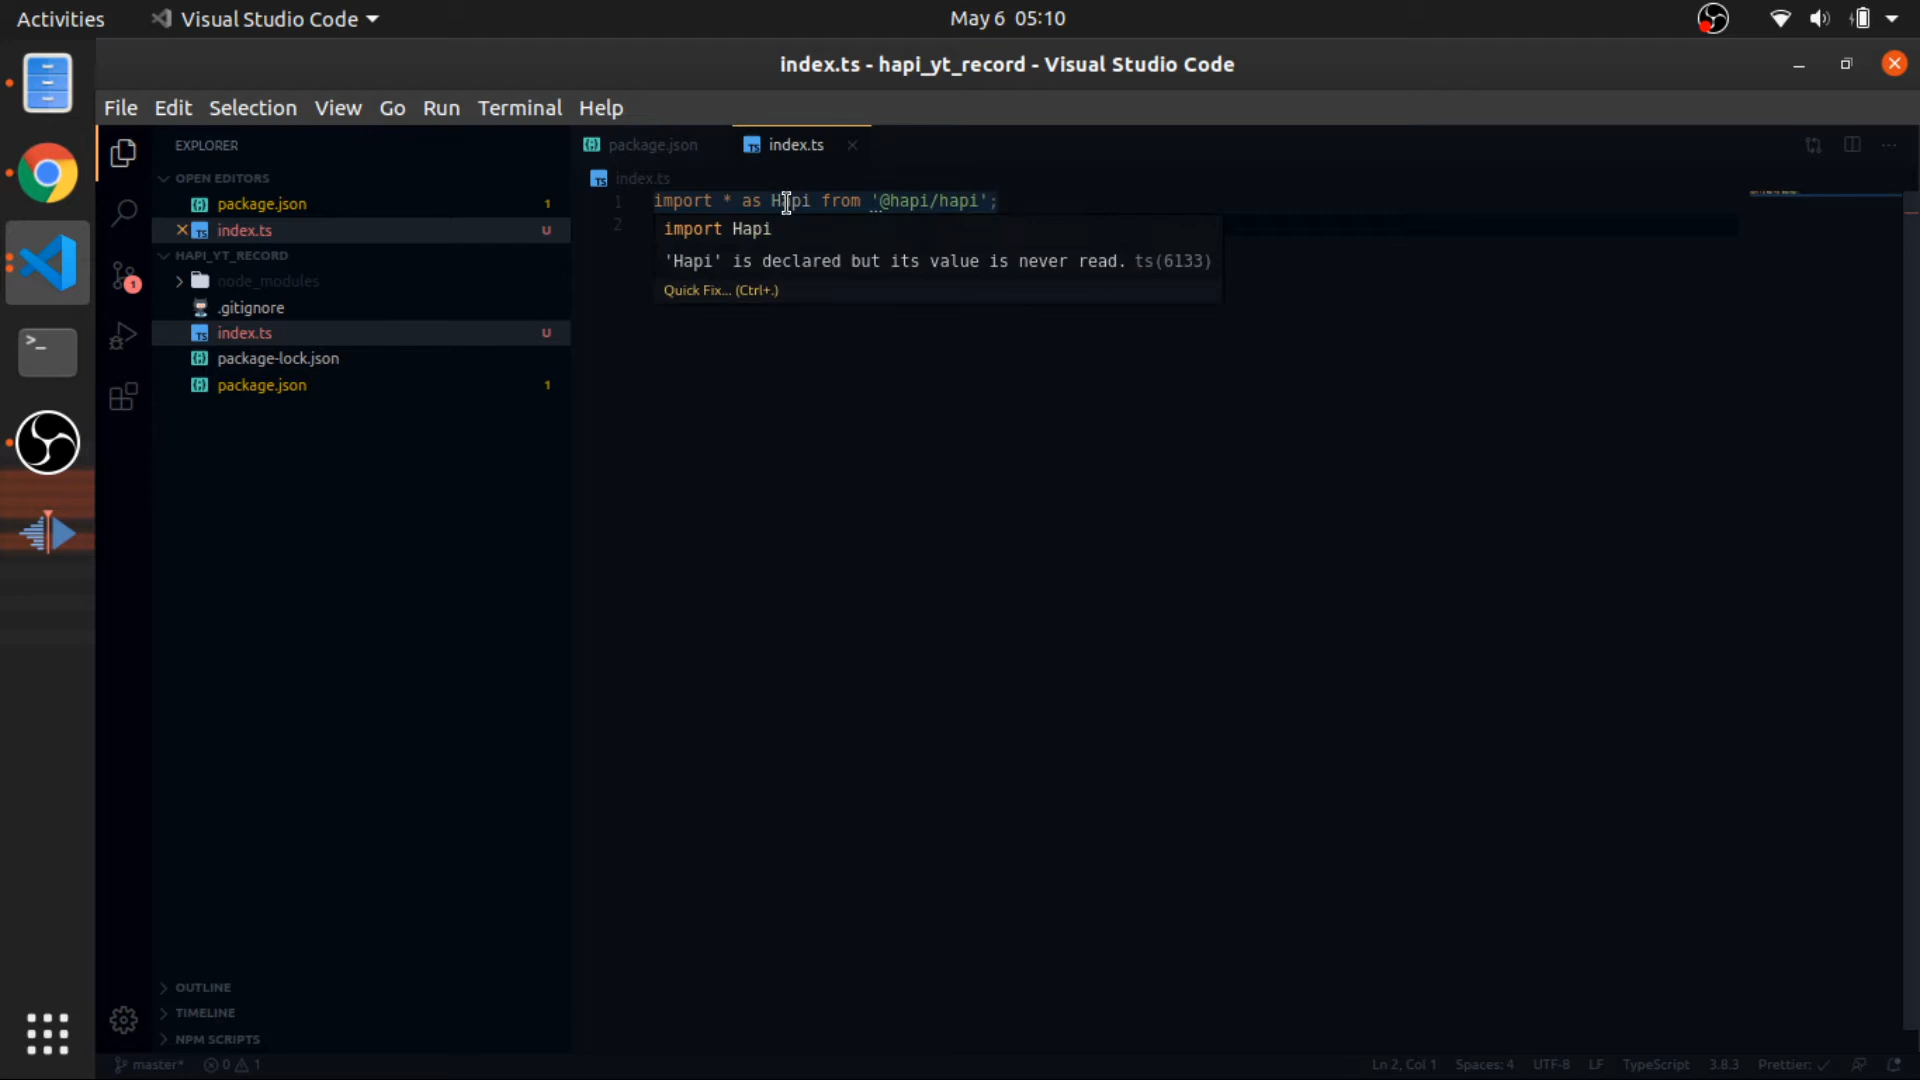 Activities Visual Studio Code May 6 05:10
index.ts - hapi_yt_record - Visual Studio Code
File Edit Selection View Go Run Terminal Help
EXPLORER
OPEN EDITORS
package.json 1
index.ts U
HAPI_YT_RECORD
node_modules
.gitignore
index.ts U
package-lock.json
package.json 1
OUTLINE
TIMELINE
NPM SCRIPTS
1
package.json index.ts
index.ts
1 import * as Hapi from '@hapi/hapi';
2
import Hapi
'Hapi' is declared but its value is never read. ts(6133)
Quick Fix... (Ctrl+.)
master* 0 1 Ln 2, Col 1 Spaces: 4 UTF-8 LF TypeScript 3.8.3 Prettier: ✓